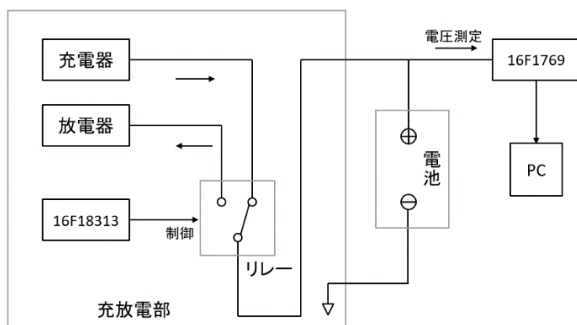 充電器
放電器
16F18313
制御
リレー
充放電部
電圧測定
16F1769
電池
PC